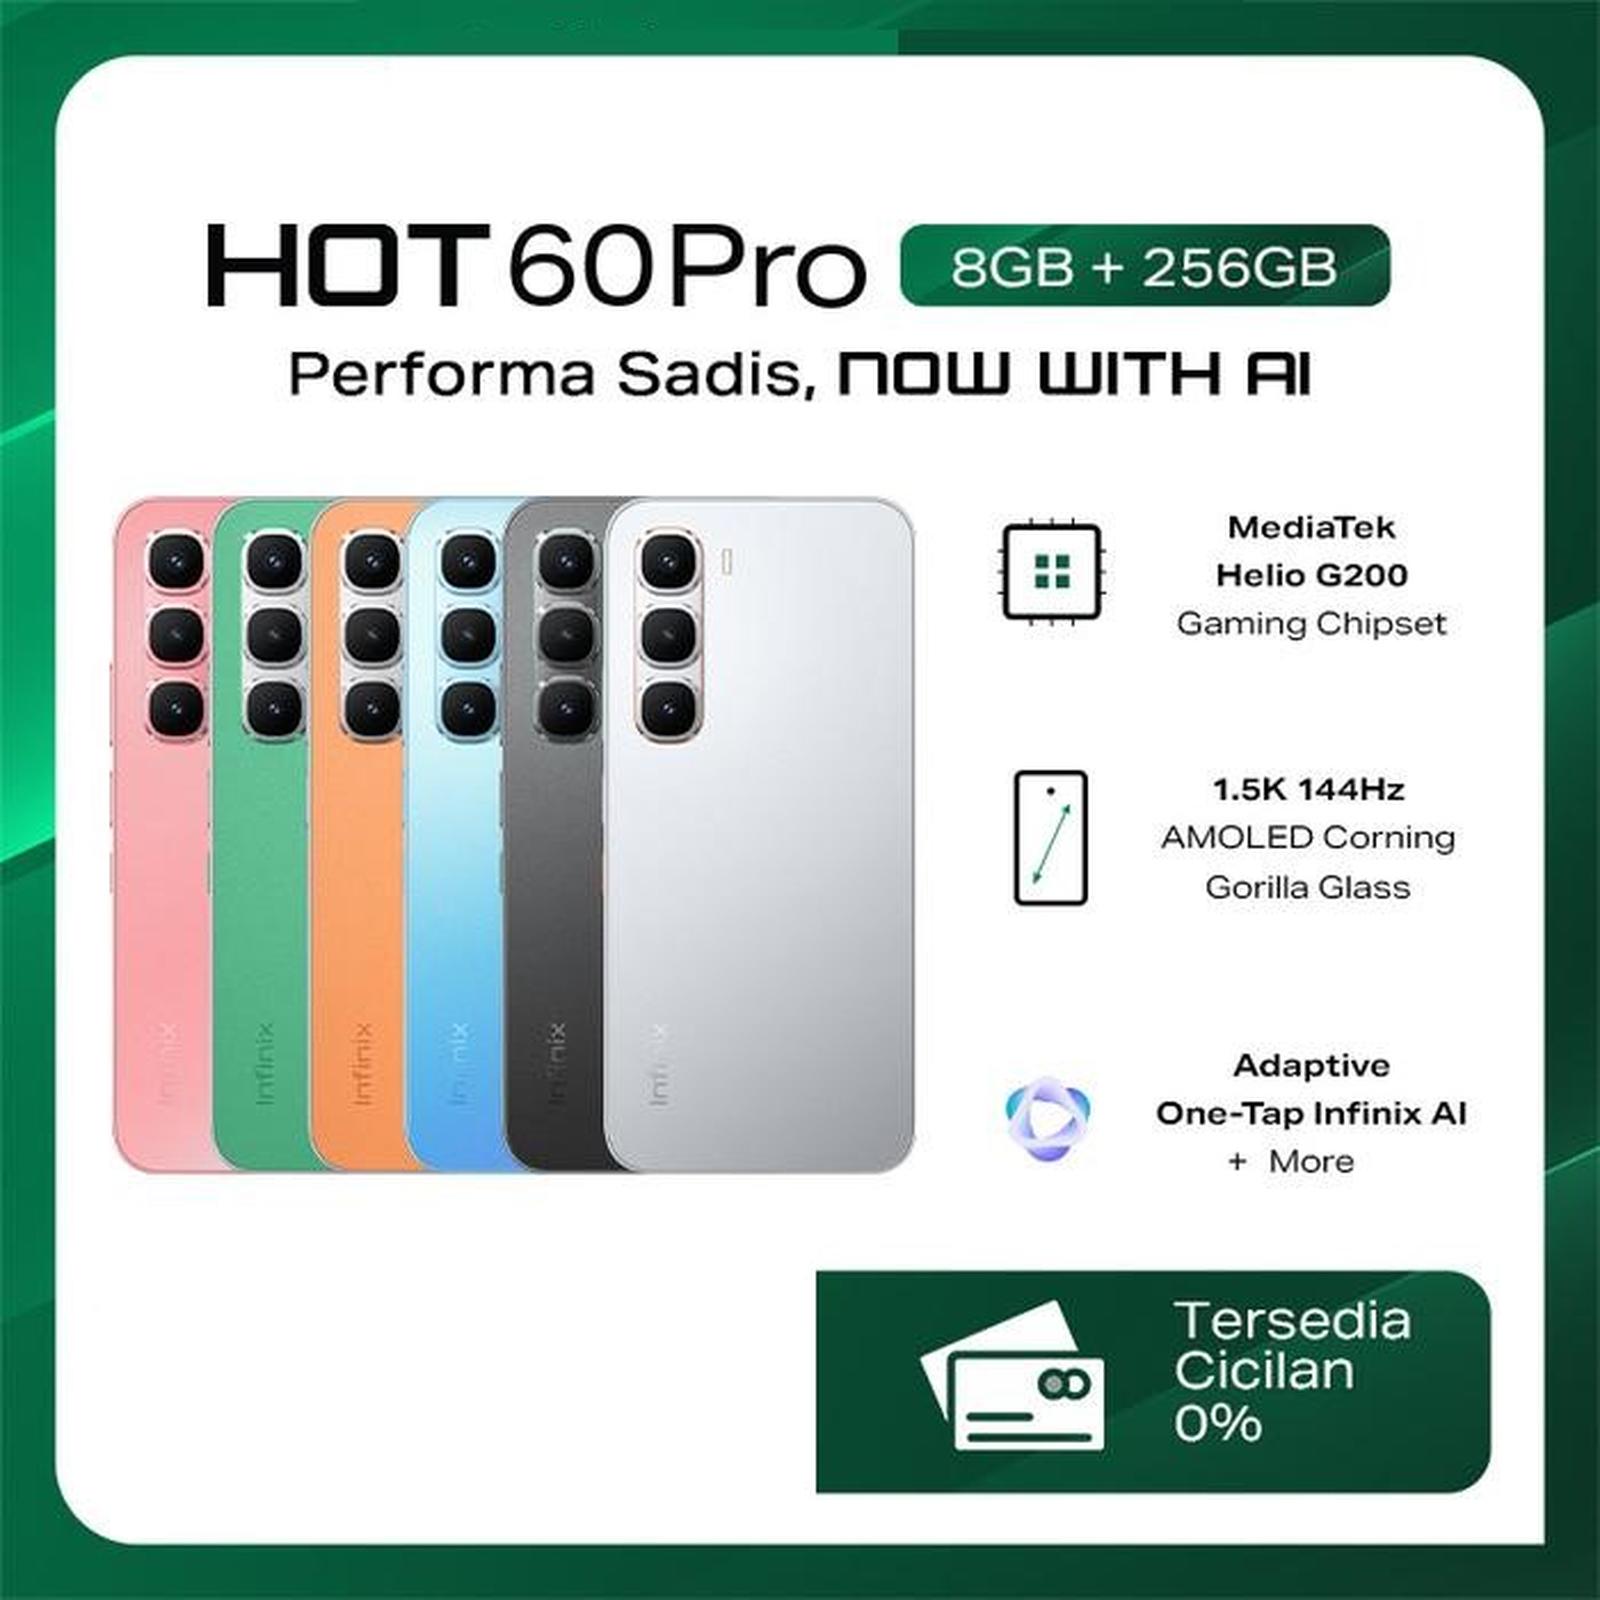 HOT 60 Pro 8GB + 256GB
Performa Sadis, NOW WITH AI
MediaTek
Helio G200
Gaming Chipset
1.5K 144Hz
AMOLED Corning
Gorilla Glass
Adaptive
One-Tap Infinix AI
+ More
Infinix
Infinix
Infinix
Infinix
Infinix
Infinix
Tersedia
Cicilan
0%